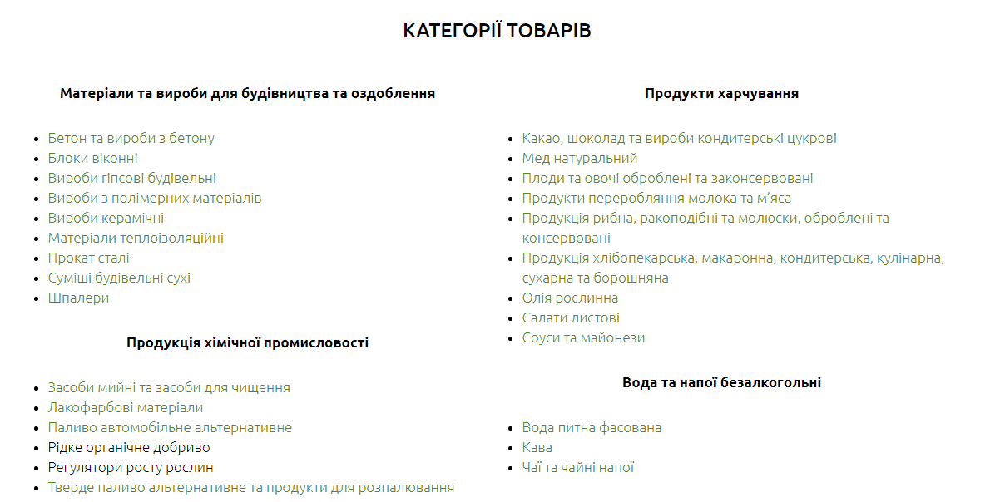 КАТЕГОРІЇ ТОВАРІВ
Матеріали та вироби для будівництва та оздоблення
Бетон та вироби з бетону
Блоки віконні
Вироби гіпсові будівельні
Вироби з полімерних матеріалів
Вироби керамічні
Матеріали теплоізоляційні
Прокат сталі
Суміші будівельні сухі
Шпалери
Продукція хімічної промисловості
Засоби мийні та засоби для чищення
Лакофарбові матеріали
Паливо автомобільне альтернативне
Рідке органічне добриво
Регулятори росту рослин
Тверде паливо альтернативне та продукти для розпалювання
Продукти харчування
Какао, шоколад та вироби кондитерські цукрові
Мед натуральний
Плоди та овочі оброблені та законсервовані
Продукти переробляння молока та м’яса
Продукція рибна, ракоподібні та молюски, оброблені та
консервовані
Продукція хлібопекарська, макаронна, кондитерська, кулінарна,
сухарна та борошняна
Олія рослинна
Салати листові
Соуси та майонези
Вода та напої безалкогольні
Вода питна фасована
Кава
Чаї та чайні напої